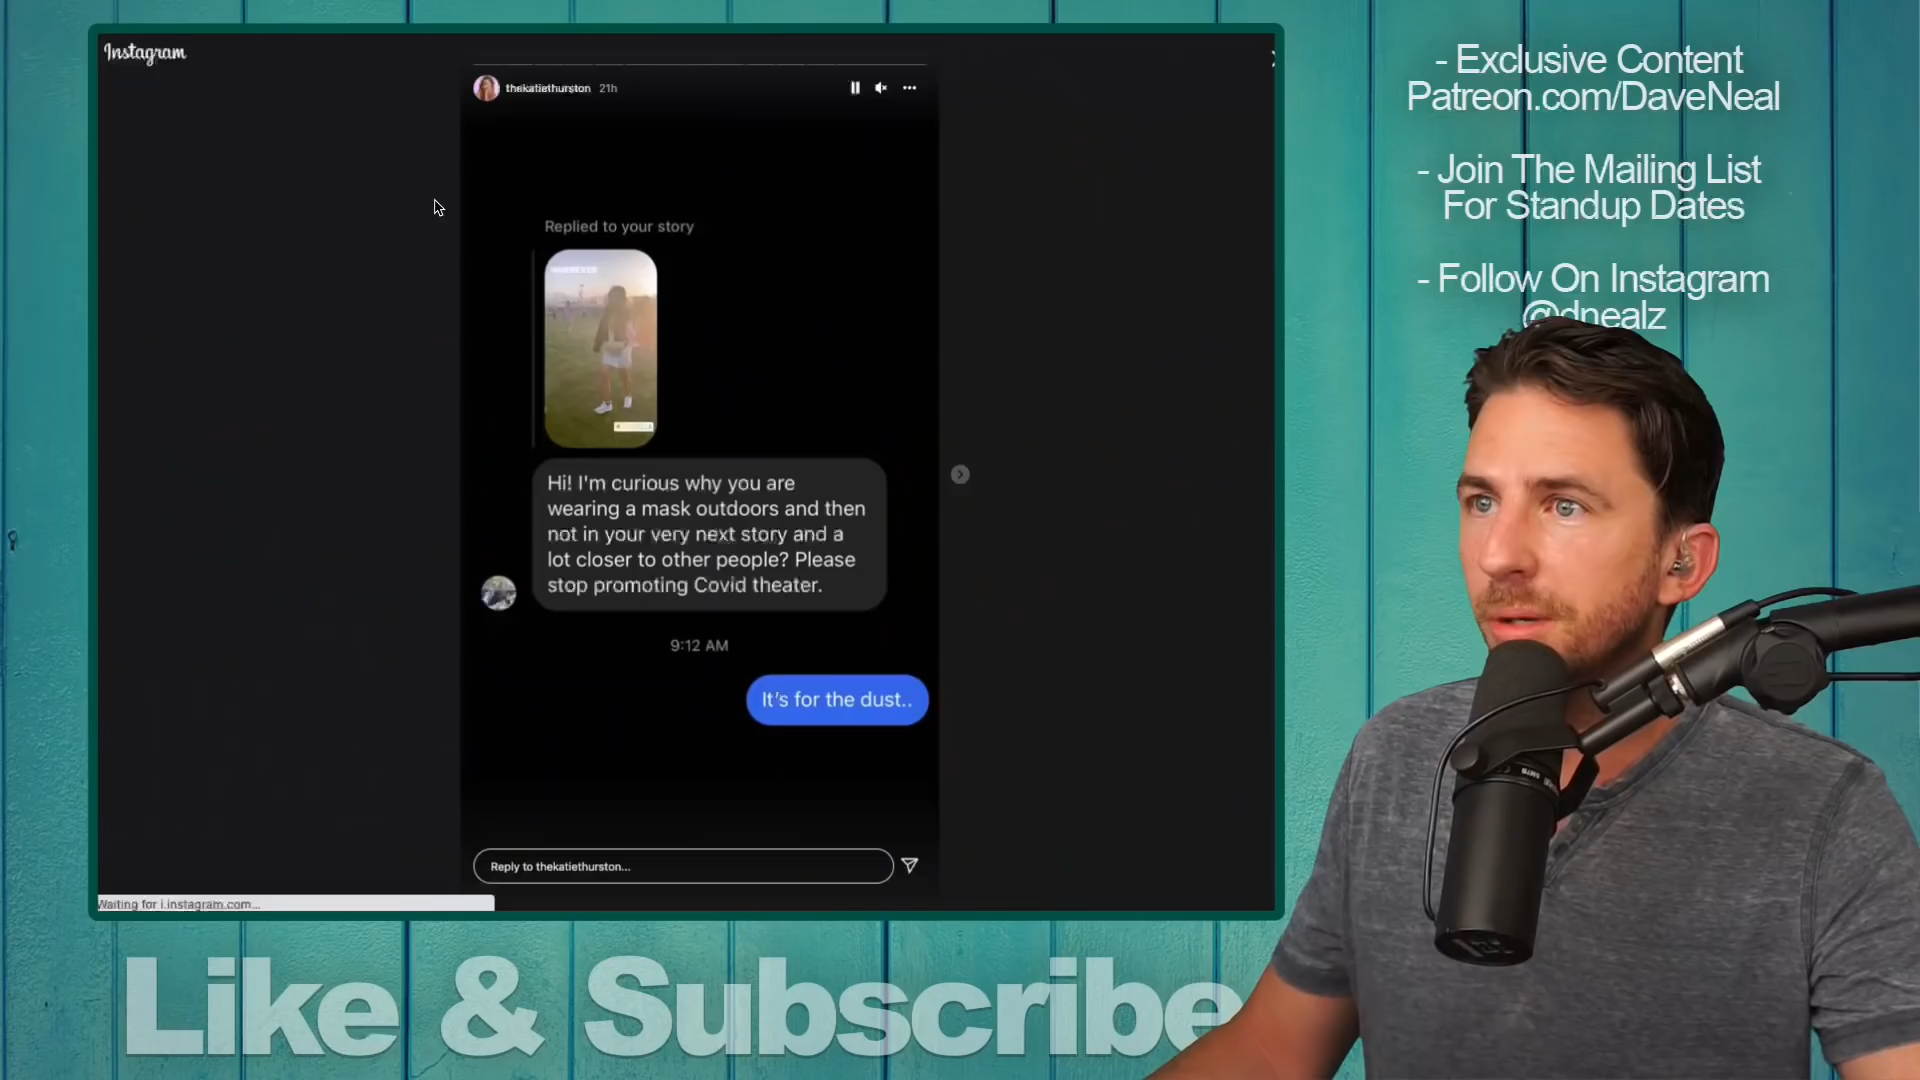 Instagram
thekatiethurston 21h
Replied to your story
Hi! I'm curious why you are
wearing a mask outdoors and then
not in your very next story and a
lot closer to other people? Please
stop promoting Covid theater.
9:12 AM
It's for the dust..
Reply to thekatiethurston...
Waiting for i.instagram.com...
- Exclusive Content
Patreon.com/DaveNeal
- Join The Mailing List
For Standup Dates
- Follow On Instagram
@dnealz
Like & Subscribe